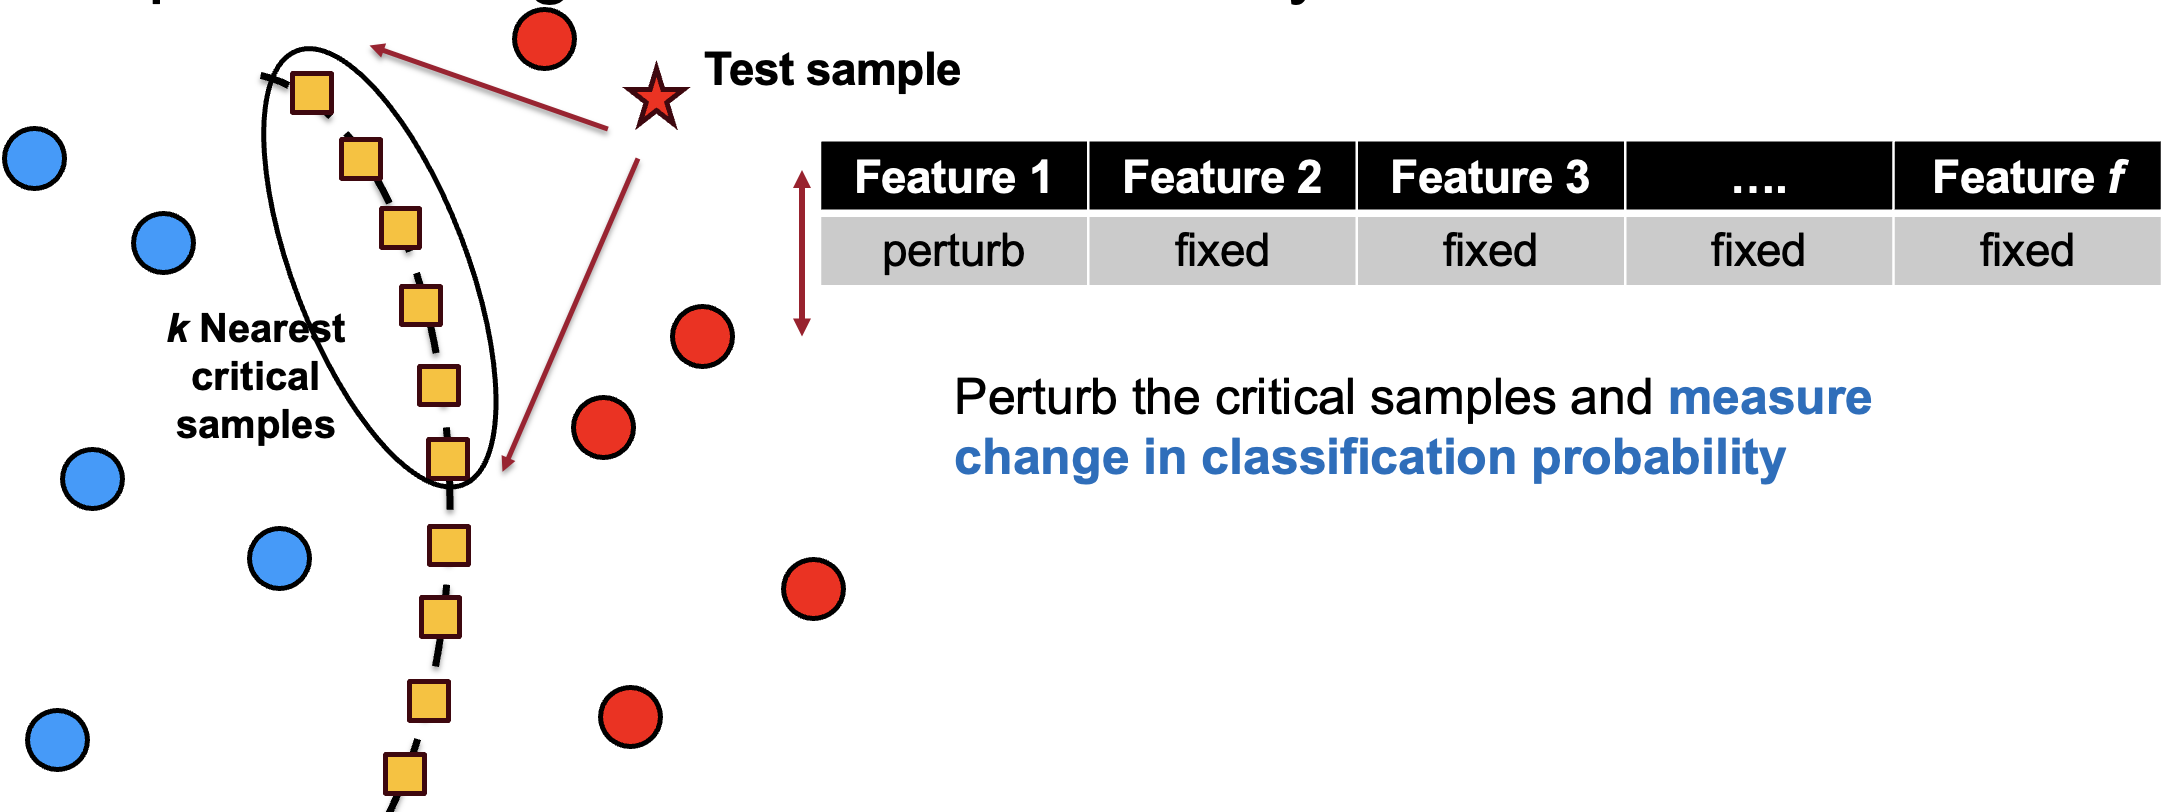 Test sample
Feature 1 Feature 2 Feature 3 .... Feature f
perturb fixed fixed fixed fixed
k Nearest
critical
samples
Perturb the critical samples and measure
change in classification probability